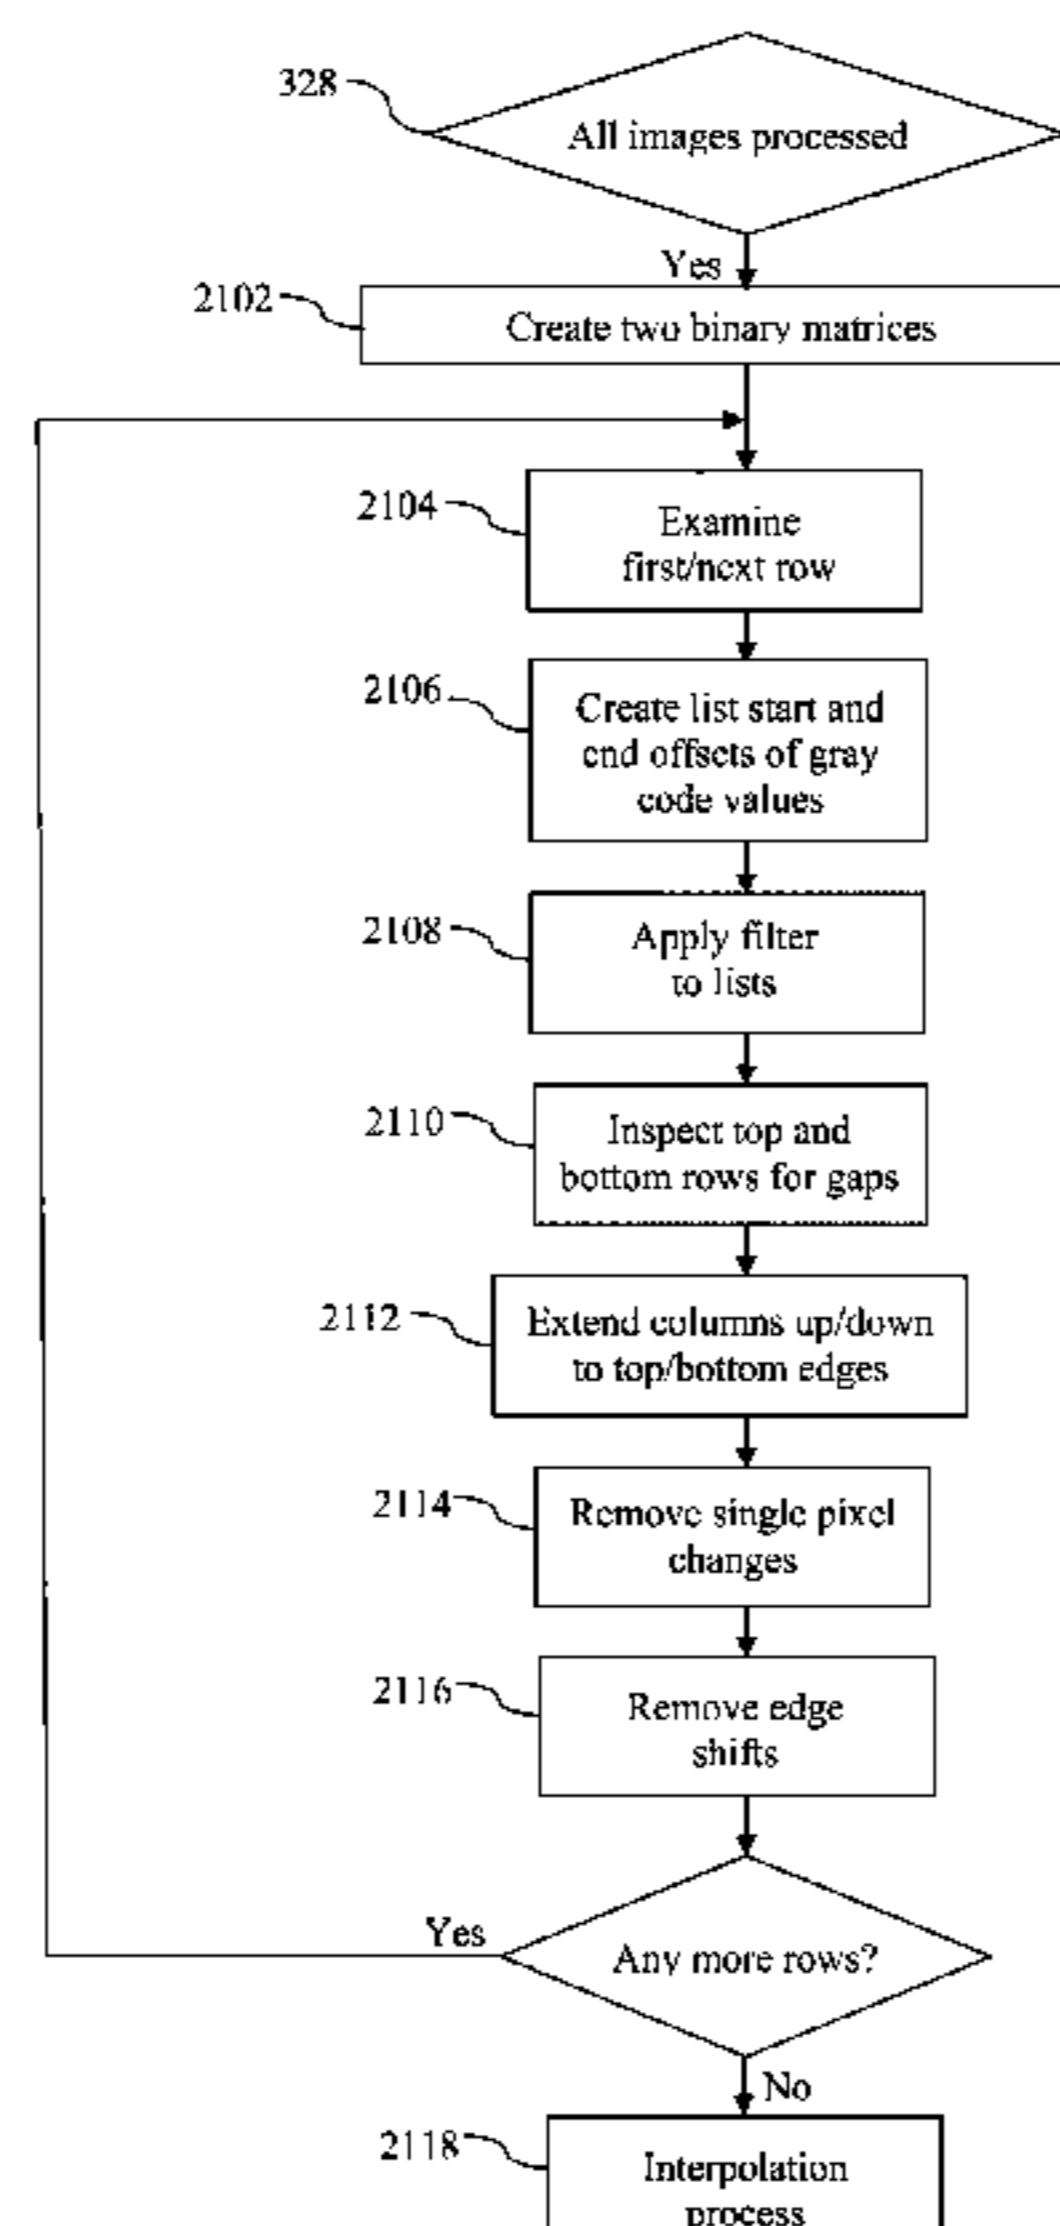 328
All images processed
Yes
2102
Create two binary matrices
2104
Examine
first/next row
2106
Create list start and
end offsets of gray
code values
2108
Apply filter
to lists
2110
Inspect top and
bottom rows for gaps
2112
Extend columns up/down
to top/bottom edges
2114
Remove single pixel
changes
2116
Remove edge
shifts
Yes
Any more rows?
No
2118
Interpolation
process